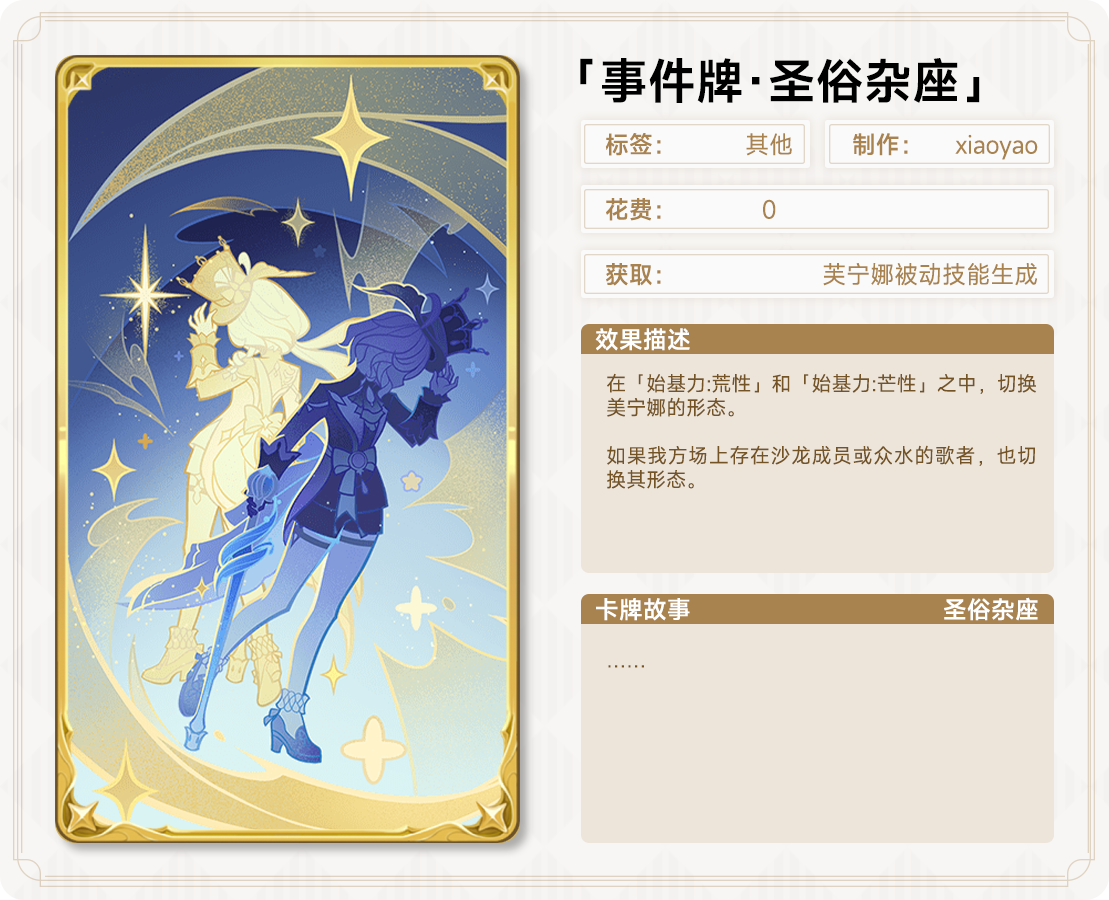 「事件牌·圣俗杂座」
标签： 其他 制作： xiaoyao
花费： 0
获取： 芙宁娜被动技能生成
效果描述
在「始基力:荒性」和「始基力:芒性」之中，切换
美宁娜的形态。
如果我方场上存在沙龙成员或众水的歌者，也切
换其形态。
卡牌故事 圣俗杂座
……